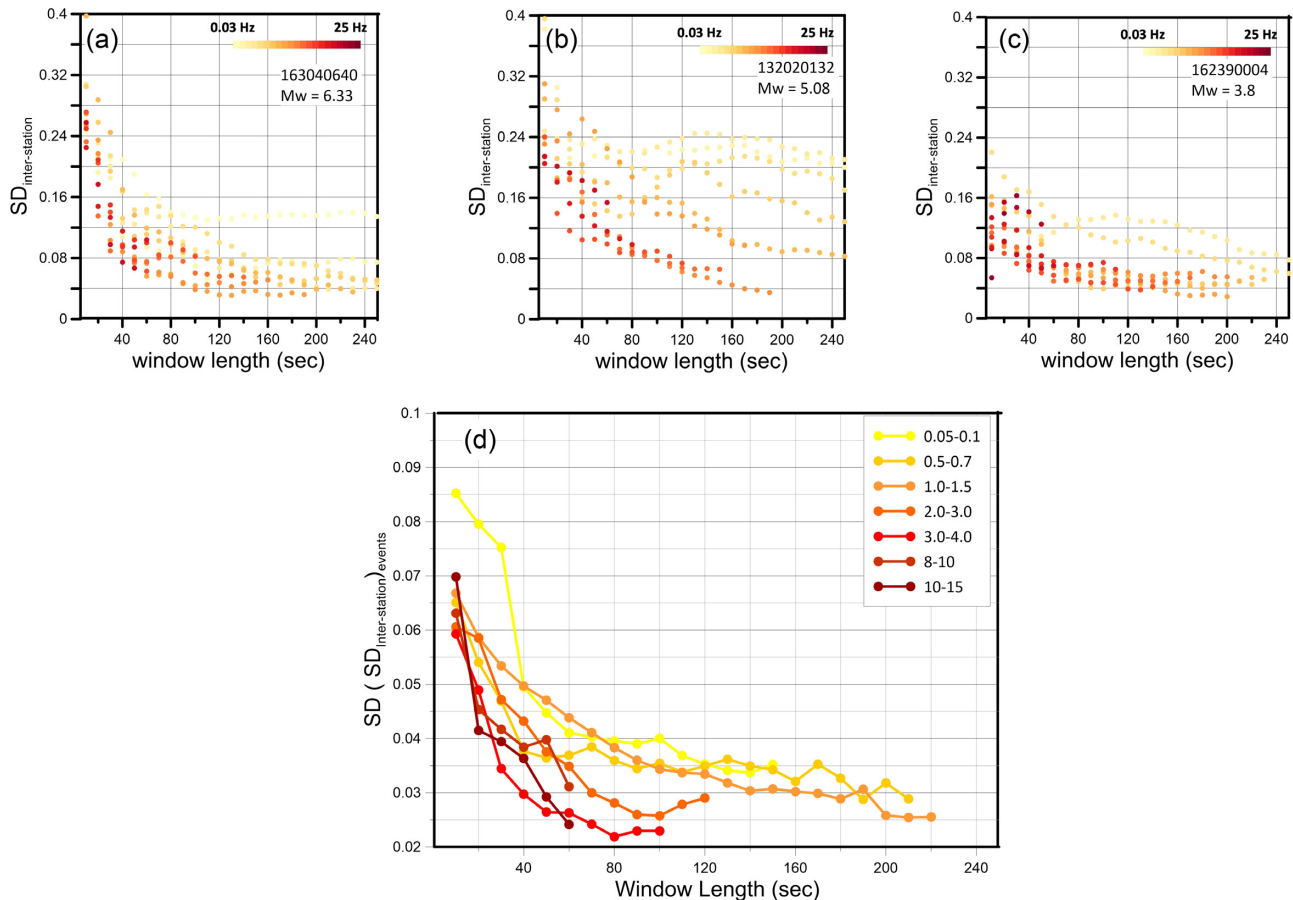 (a)
0.03 Hz 25 Hz
163040640
Mw = 6.33
0.4
0.32
0.24
0.16
0.08
0
SDinter-station
40 80 120 160 200 240
window length (sec)
(b)
0.03 Hz 25 Hz
132020132
Mw = 5.08
0.4
0.32
0.24
0.16
0.08
0
SDinter-station
40 80 120 160 200 240
window length (sec)
(c)
0.03 Hz 25 Hz
162390004
Mw = 3.8
0.4
0.32
0.24
0.16
0.08
0
SDinter-station
40 80 120 160 200 240
window length (sec)
(d)
0.1
0.09
0.08
0.07
0.06
0.05
0.04
0.03
0.02
SD ( SDInter-station)events
0.05-0.1
0.5-0.7
1.0-1.5
2.0-3.0
3.0-4.0
8-10
10-15
40 80 120 160 200 240
Window Length (sec)